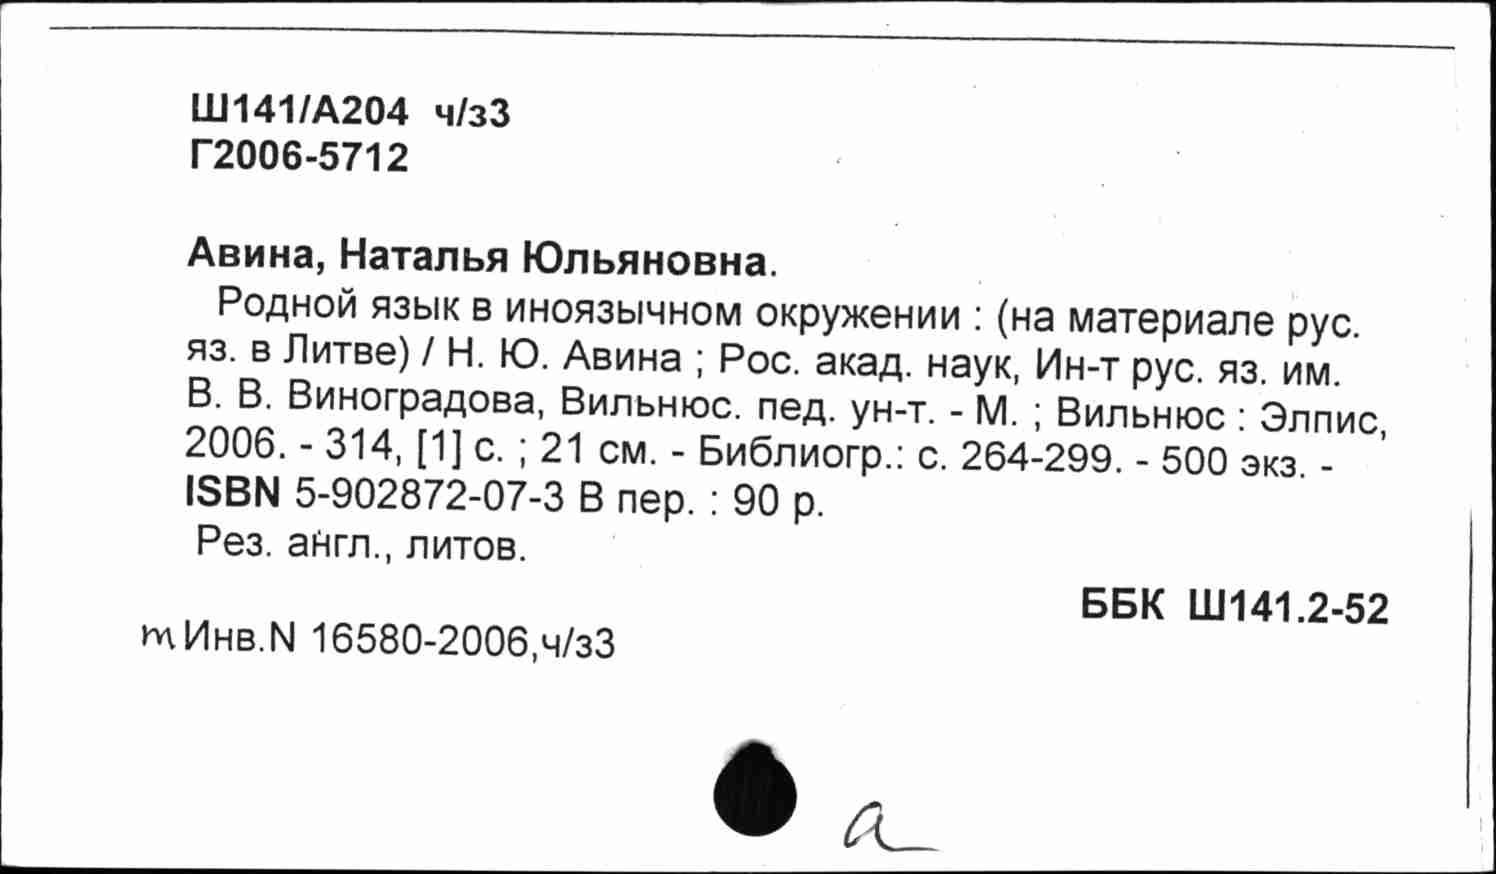 Ш141/А204 ч/з3
Г2006-5712
Авина, Наталья Юльяновна.
Родной язык в иноязычном окружении : (на материале рус.
яз. в Литве) / Н. Ю. Авина ; Рос. акад. наук, Ин-т рус. яз. им.
В. В. Виноградова, Вильнюс. пед. ун-т. - М. ; Вильнюс : Элпис,
2006. - 314, [1] с. ; 21 см. - Библиогр.: с. 264-299. - 500 экз. -
ISBN 5-902872-07-3 В пер. : 90 р.
Рез. англ., литов.
ББК Ш141.2-52
т Инв.N 16580-2006,ч/з3
а